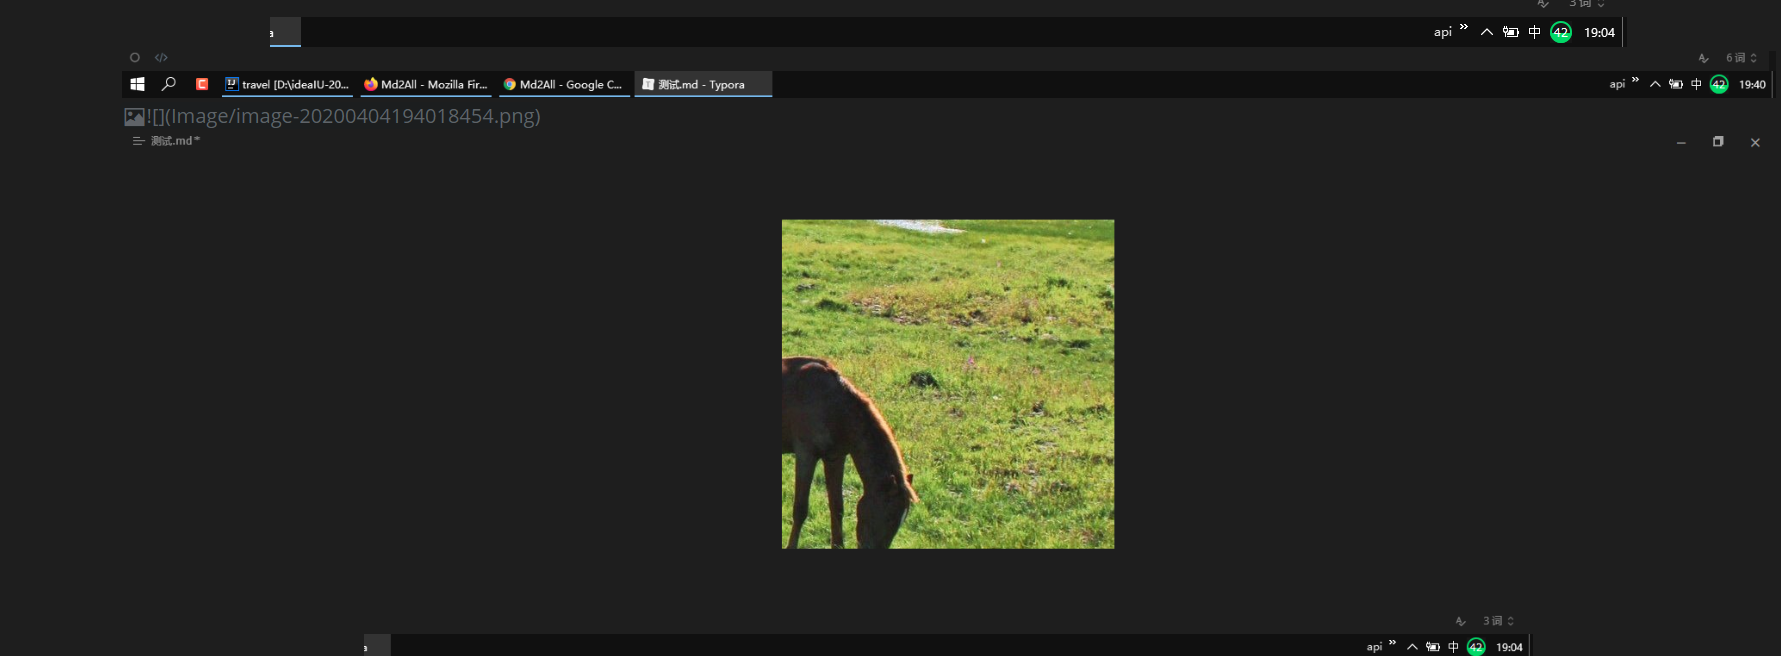 3 词
a
api 中 42 19:04
</> 6 词
travel [D:\ideaIU-20... Md2All - Mozilla Fir... Md2All - Google C... 测试.md - Typora api 中 42 19:40
![](Image/image-20200404194018454.png)
测试.md*
3 词
a api 中 42 19:04